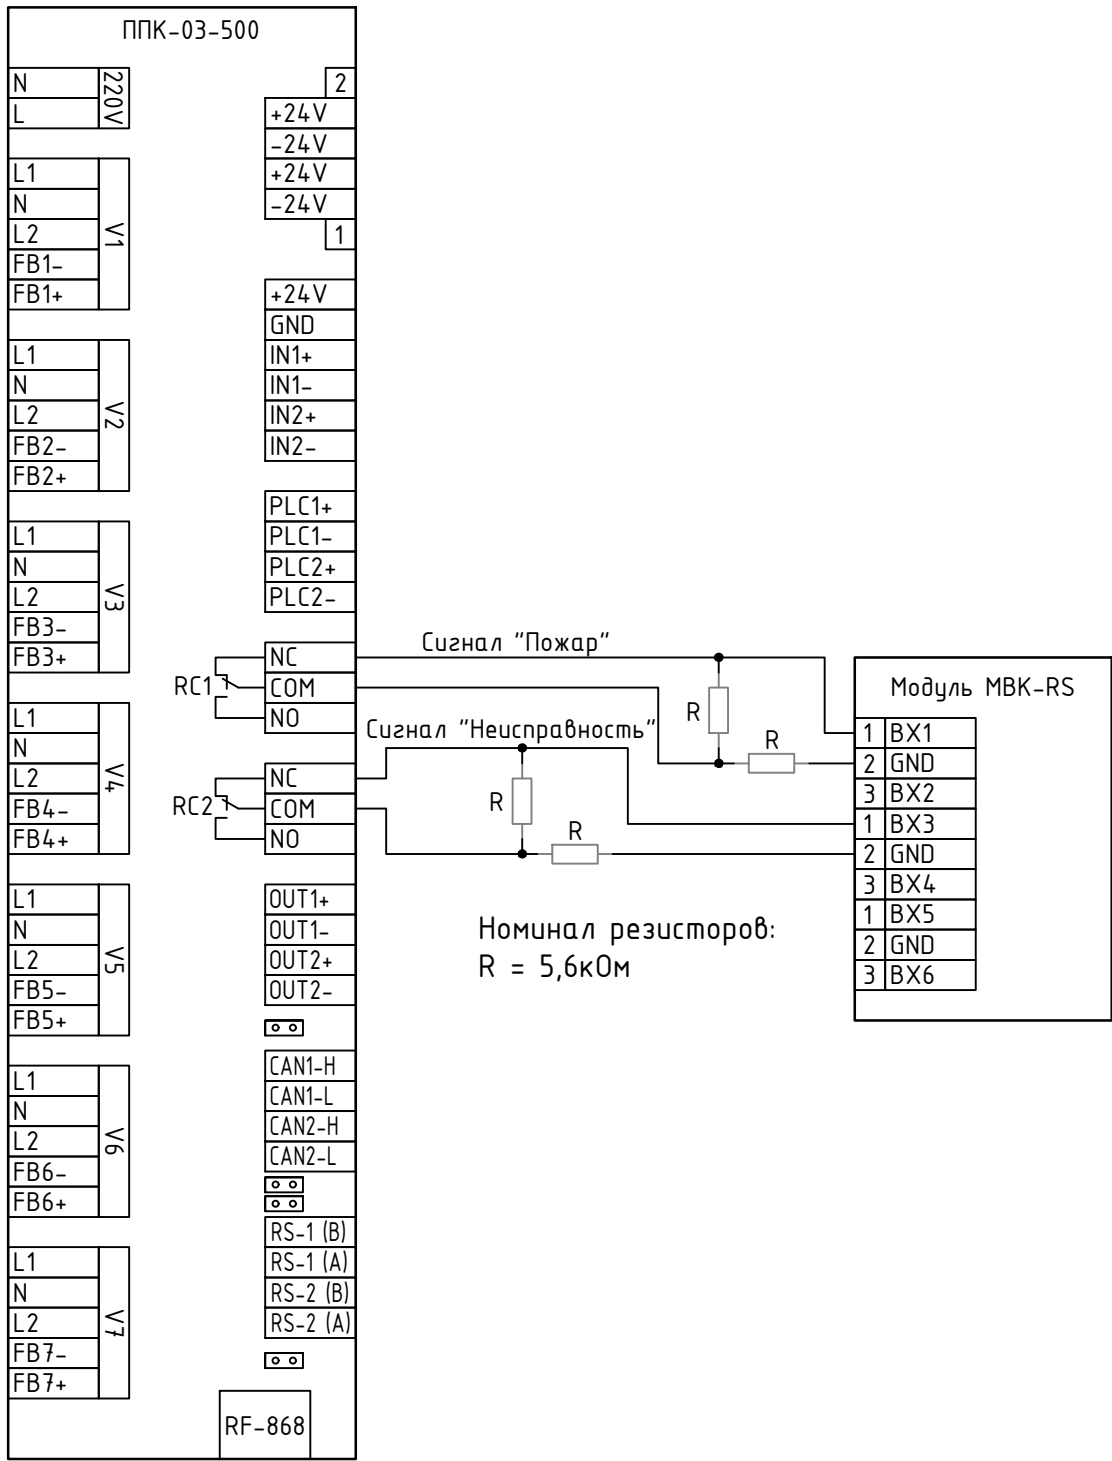 ППК-03-500
N
L
220V
L1
N
L2
FB1-
FB1+
V1
L1
N
L2
FB2-
FB2+
V2
L1
N
L2
FB3-
FB3+
V3
L1
N
L2
FB4-
FB4+
V4
L1
N
L2
FB5-
FB5+
V5
L1
N
L2
FB6-
FB6+
V6
L1
N
L2
FB7-
FB7+
V7
2
+24V
-24V
+24V
-24V
1
+24V
GND
IN1+
IN1-
IN2+
IN2-
PLC1+
PLC1-
PLC2+
PLC2-
RC1
NC
COM
NO
RC2
NC
COM
NO
OUT1+
OUT1-
OUT2+
OUT2-
CAN1-H
CAN1-L
CAN2-H
CAN2-L
RS-1 (B)
RS-1 (A)
RS-2 (B)
RS-2 (A)
RF-868
Сигнал "Пожар"
R
R
Сигнал "Неисправность"
R
R
Номинал резисторов:
R = 5,6кОм
Модуль МВК-RS
1 ВХ1
2 GND
3 ВХ2
1 ВХ3
2 GND
3 ВХ4
1 ВХ5
2 GND
3 ВХ6